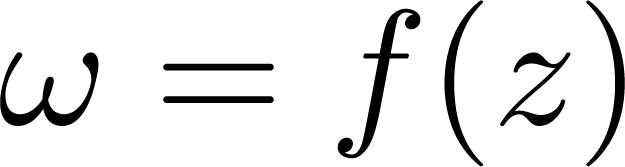 ω = f(z)